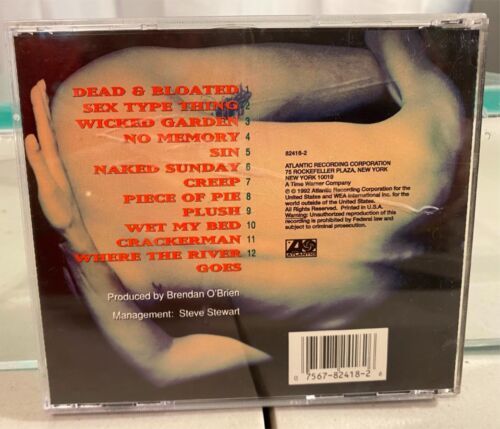 DEAD & BLOATED 1
SEX TYPE THING 2
WICKED GARDEN 3
NO MEMORY 4
SIN 5
NAKED SUNDAY 6
CREEP 7
PIECE OF PIE 8
PLUSH 9
WET MY BED 10
CRACKERMAN 11
WHERE THE RIVER 12
GOES
Produced by Brendan O'Brien
Management: Steve Stewart
82418-2
ATLANTIC RECORDING CORPORATION
75 ROCKEFELLER PLAZA, NEW YORK
NEW YORK 10019
A Time Warner Company
℗ © 1992 Atlantic Recording Corporation for the
United States and WEA International Inc. for the
world outside of the United States.
All Rights Reserved. Printed in U.S.A.
Warning: Unauthorized reproduction of this
recording is prohibited by Federal law and
subject to criminal prosecution.
ATLANTIC
0 7567-82418-2 6